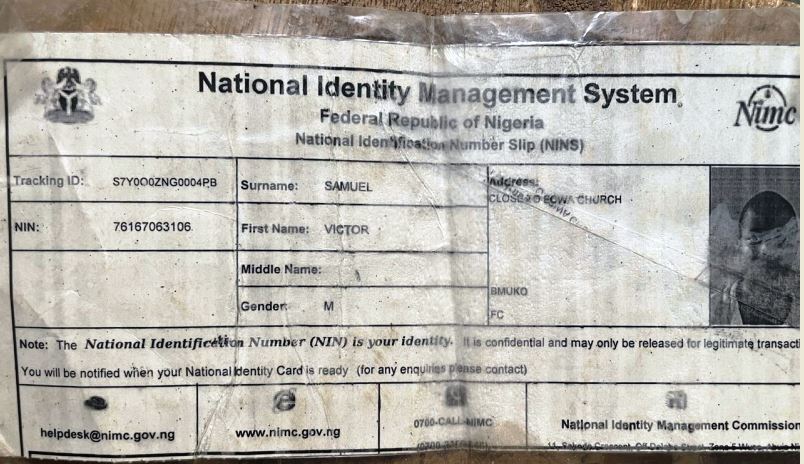 National Identity Management System
Federal Republic of Nigeria
National Identification Number Slip (NINS)
Nimc
Tracking ID: S7Y0O0ZNG0004PB
Surname: SAMUEL
Address:
CLOSE TO ECWA CHURCH
NIN: 76167063106
First Name: VICTOR
Middle Name:
BMUKO
Gender: M
FC
Note: The National Identification Number (NIN) is your identity. It is confidential and may only be released for legitimate transacti
You will be notified when your National Identity Card is ready (for any enquiries please contact)
helpdesk@nimc.gov.ng
www.nimc.gov.ng
0700-CALL-NIMC
National Identity Management Commission